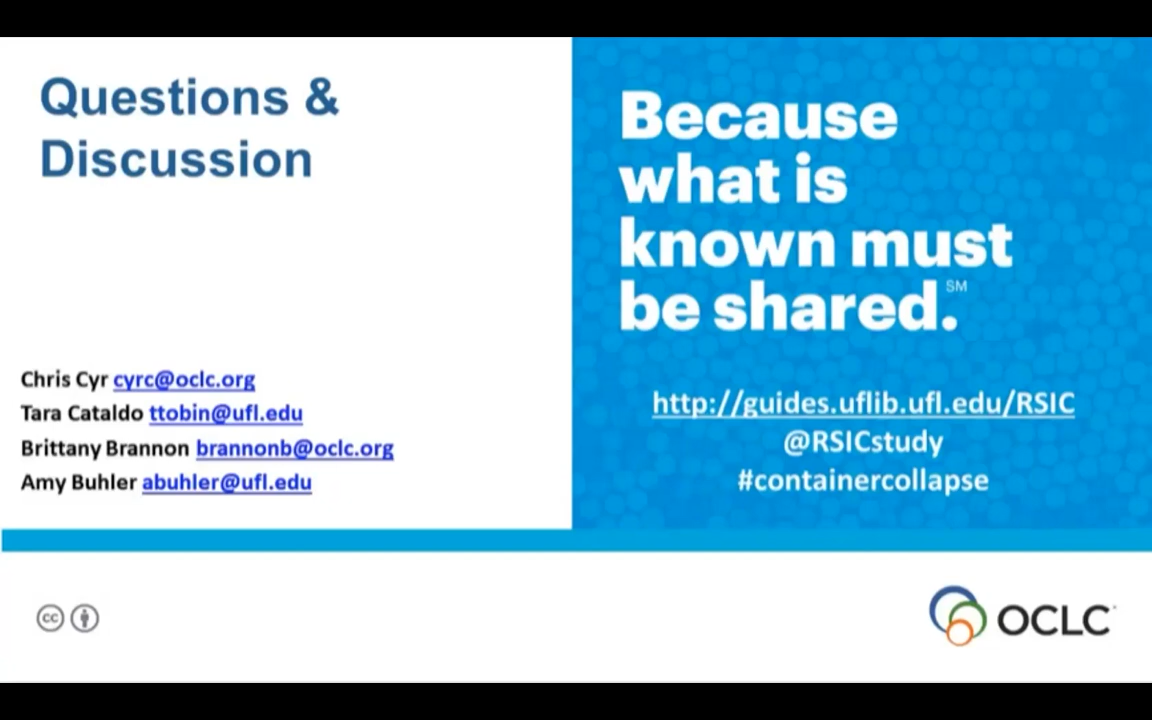 Questions &
Discussion
Chris Cyr cyrc@oclc.org
Tara Cataldo ttobin@ufl.edu
Brittany Brannon brannonb@oclc.org
Amy Buhler abuhler@ufl.edu
Because
what is
known must
be shared.SM
http://guides.uflib.ufl.edu/RSIC
@RSICstudy
#containercollapse
cc
OCLC